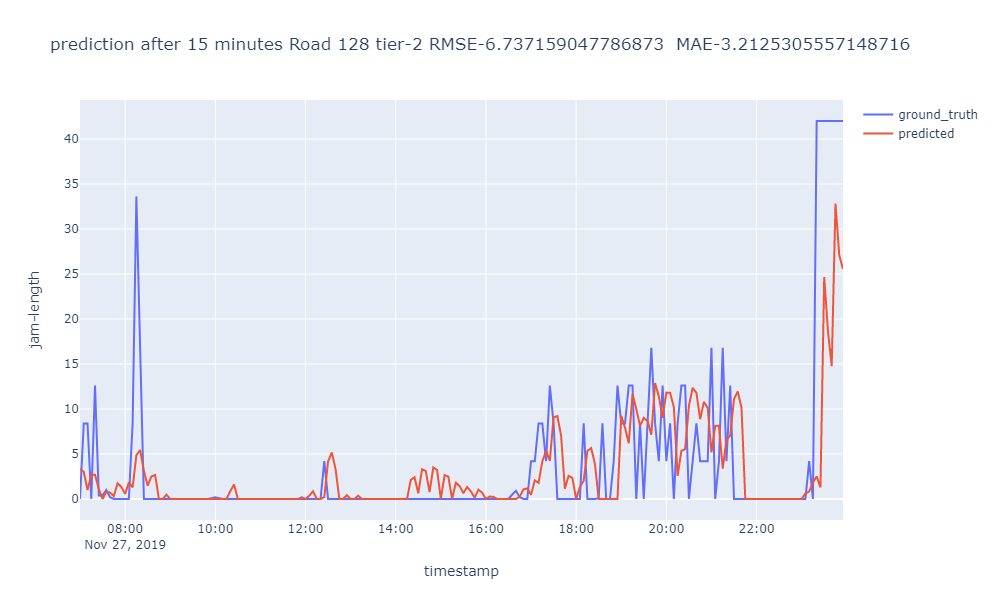 prediction after 15 minutes Road 128 tier-2 RMSE-6.737159047786873  MAE-3.2125305557148716
ground_truth
predicted
40
35
30
25
20
15
10
5
0
jam-length
08:00 10:00 12:00 14:00 16:00 18:00 20:00 22:00
Nov 27, 2019
timestamp